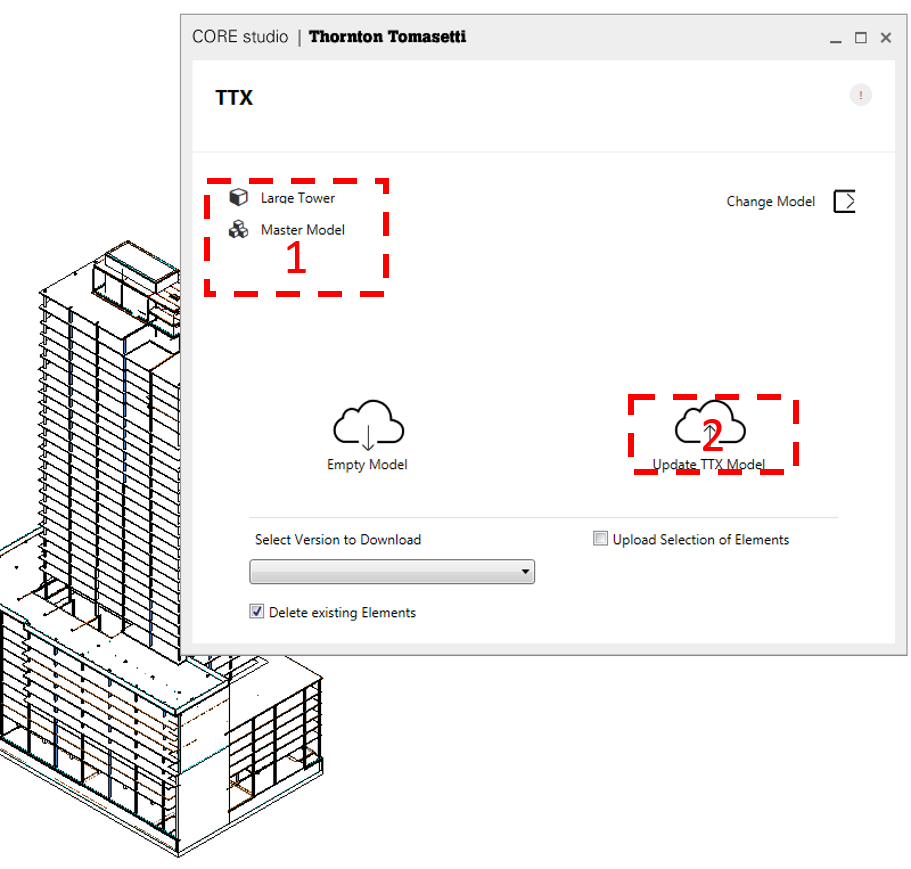 CORE studio | Thornton Tomasetti
TTX
!
Large Tower
Change Model
Master Model
1
2
Empty Model
Update TTX Model
Select Version to Download
Upload Selection of Elements
Delete existing Elements